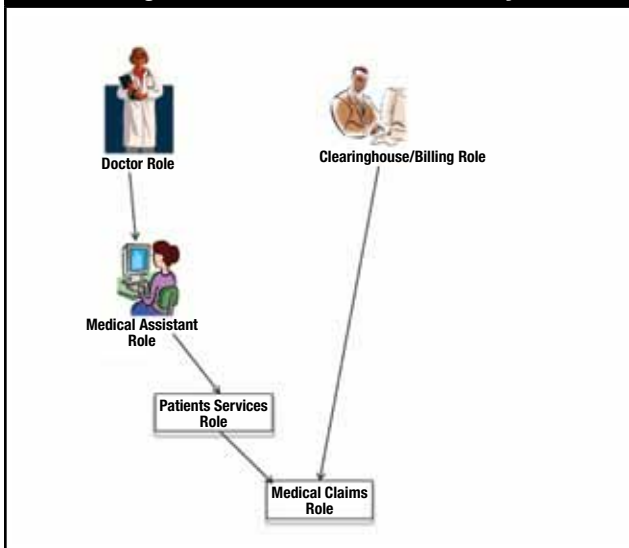 Doctor Role
Clearinghouse/Billing Role
Medical Assistant
Role
Patients Services
Role
Medical Claims
Role